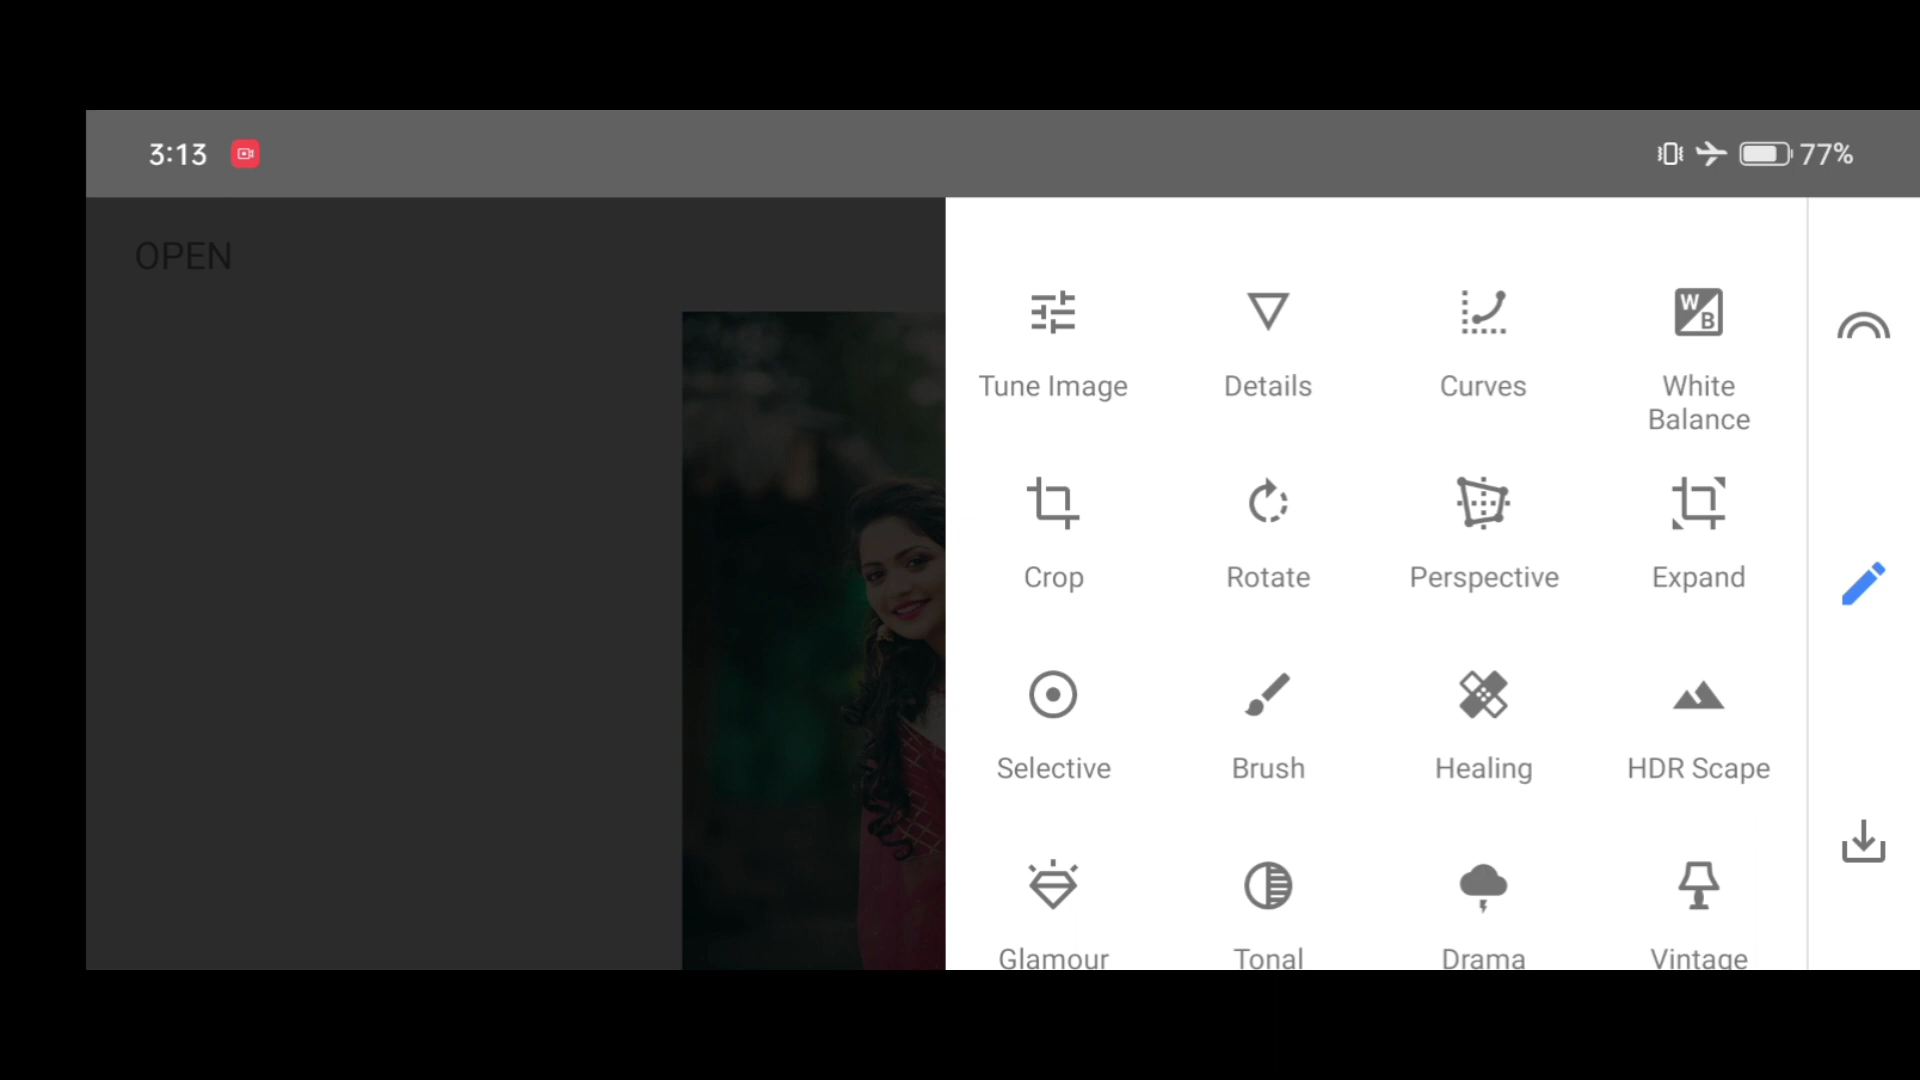 3:13
77%
OPEN
Tune Image
Details
Curves
White
Balance
W
B
Crop
Rotate
Perspective
Expand
Selective
Brush
Healing
HDR Scape
Glamour
Tonal
Drama
Vintage